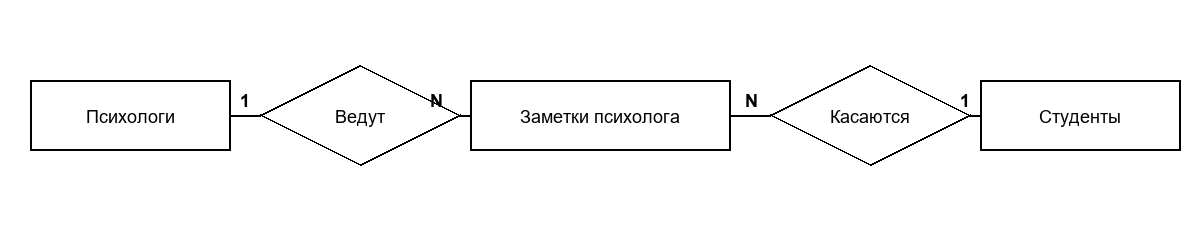 Психологи
1
Ведут
N
Заметки психолога
N
Касаются
1
Студенты